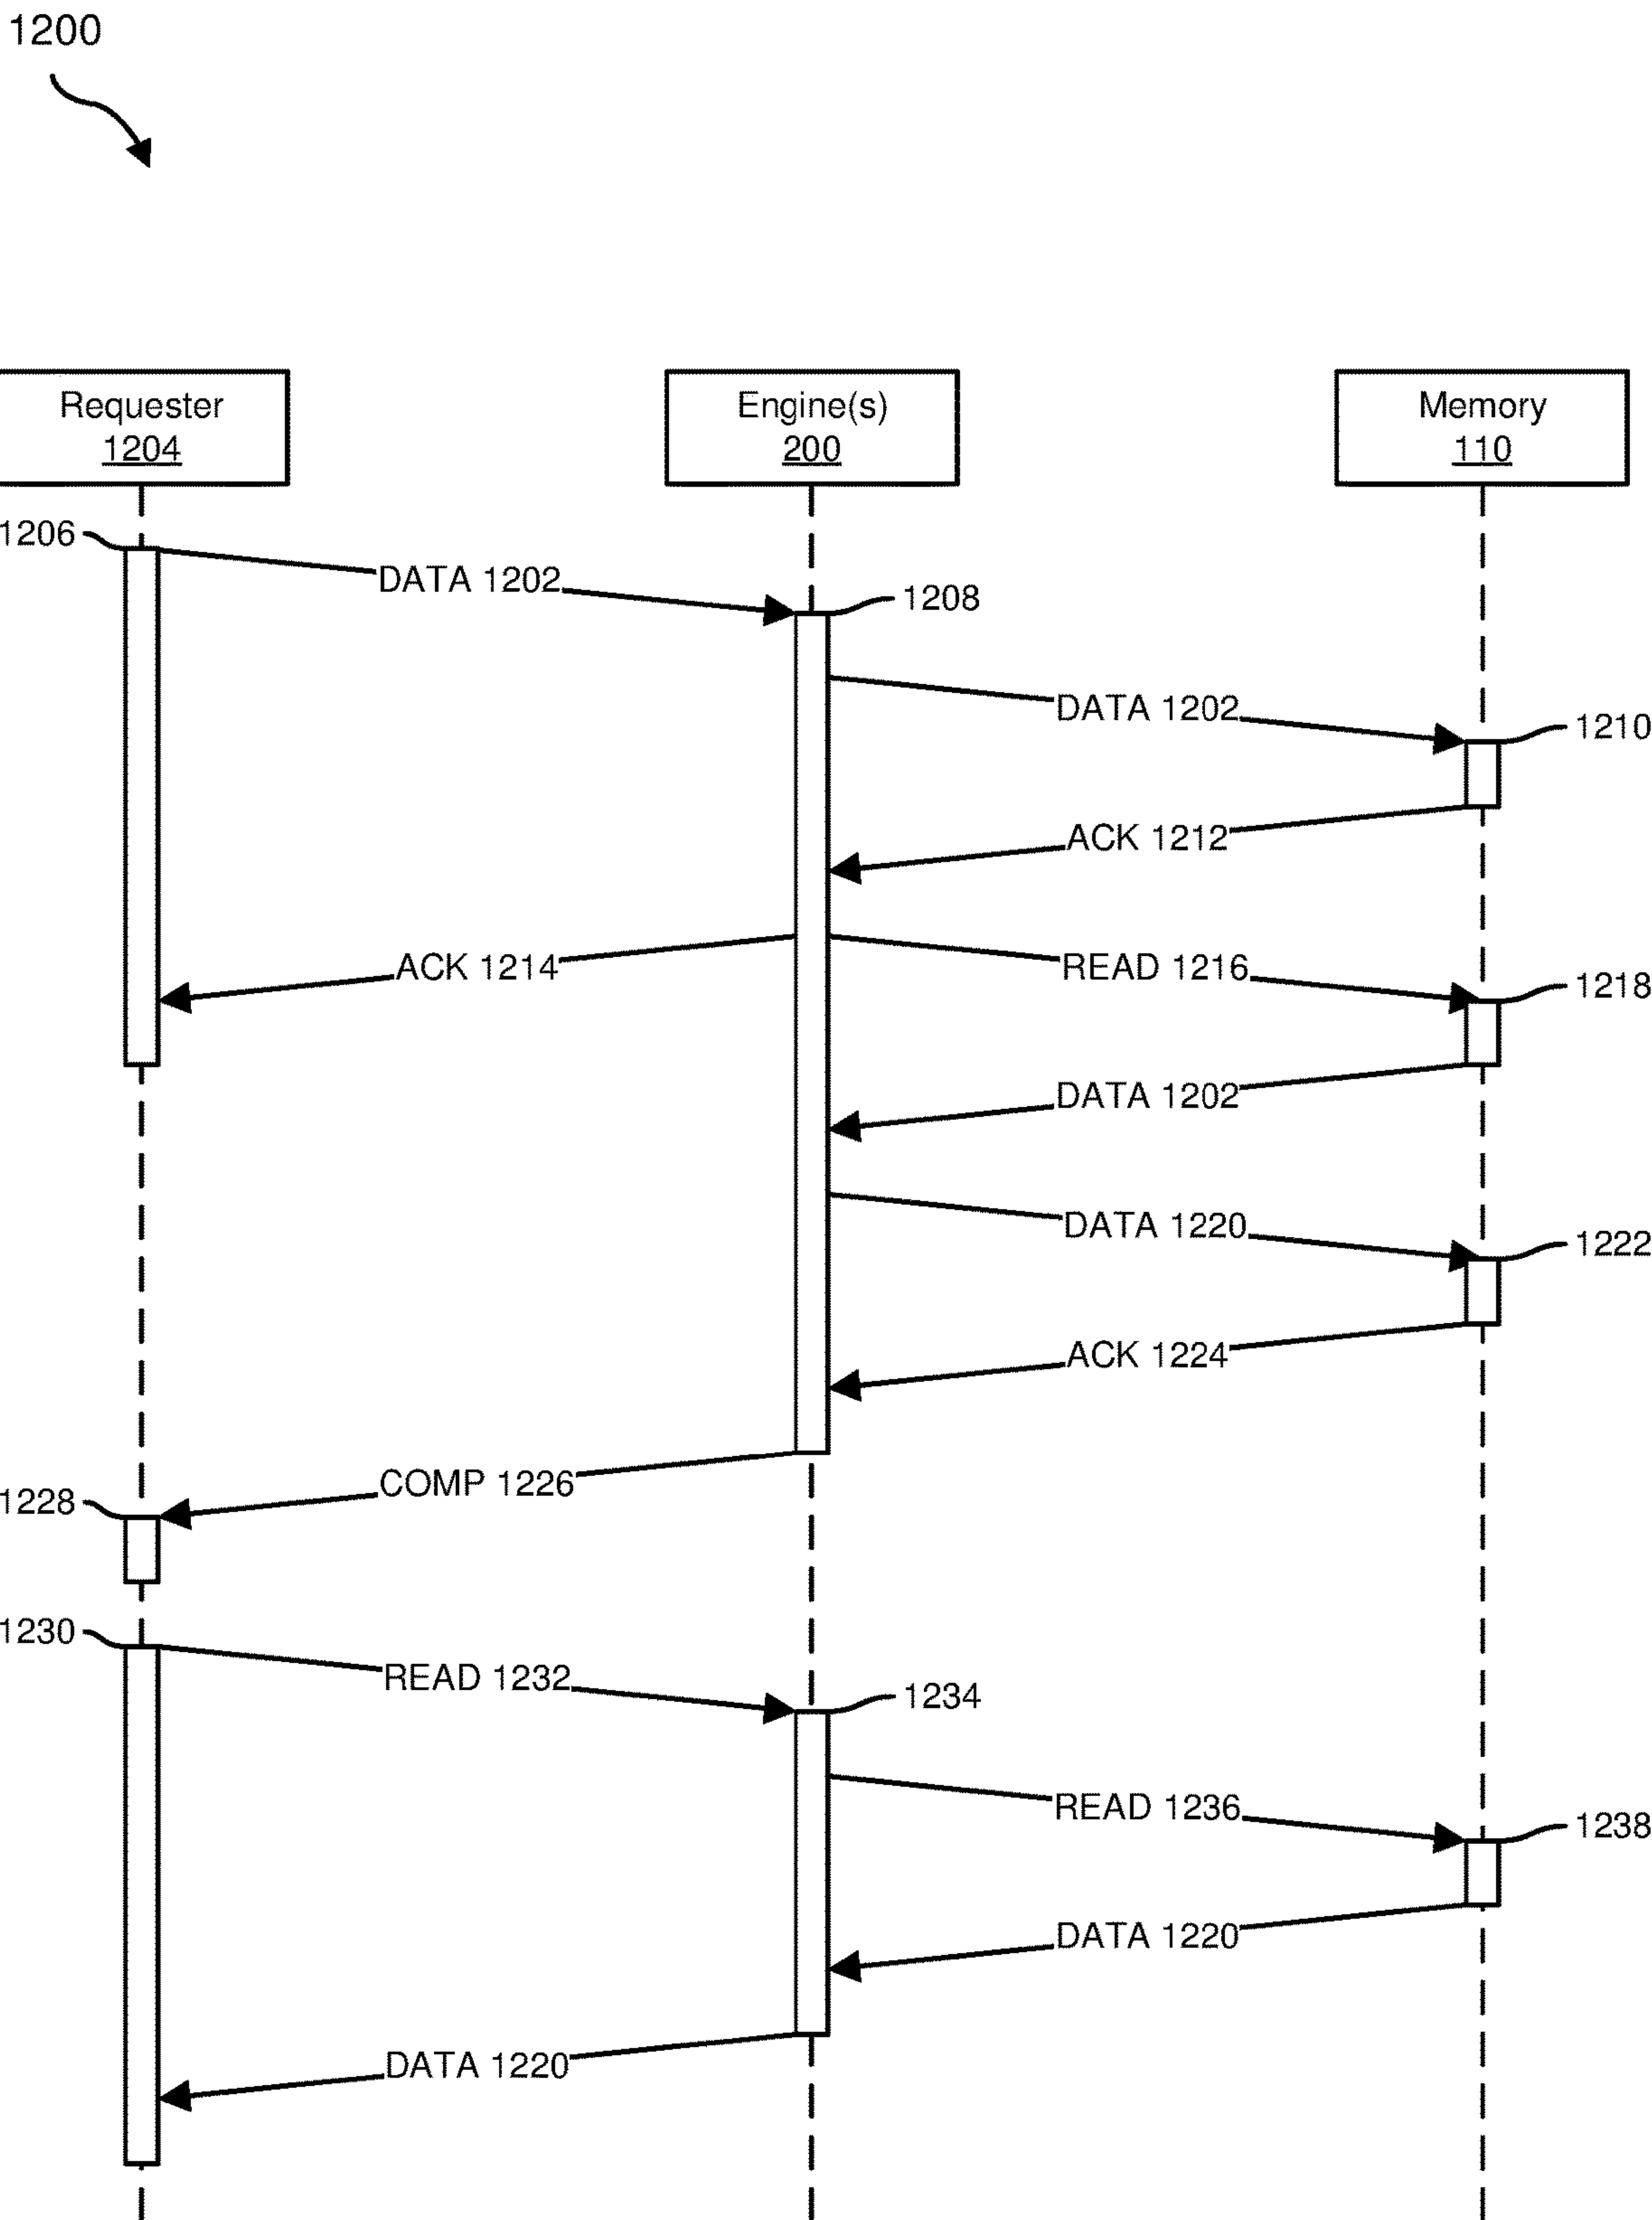 1200
Requester
1204
Engine(s)
200
Memory
110
1206
DATA 1202
1208
DATA 1202
1210
ACK 1212
ACK 1214
READ 1216
1218
DATA 1202
DATA 1220
1222
ACK 1224
COMP 1226
1228
1230
READ 1232
1234
READ 1236
1238
DATA 1220
DATA 1220